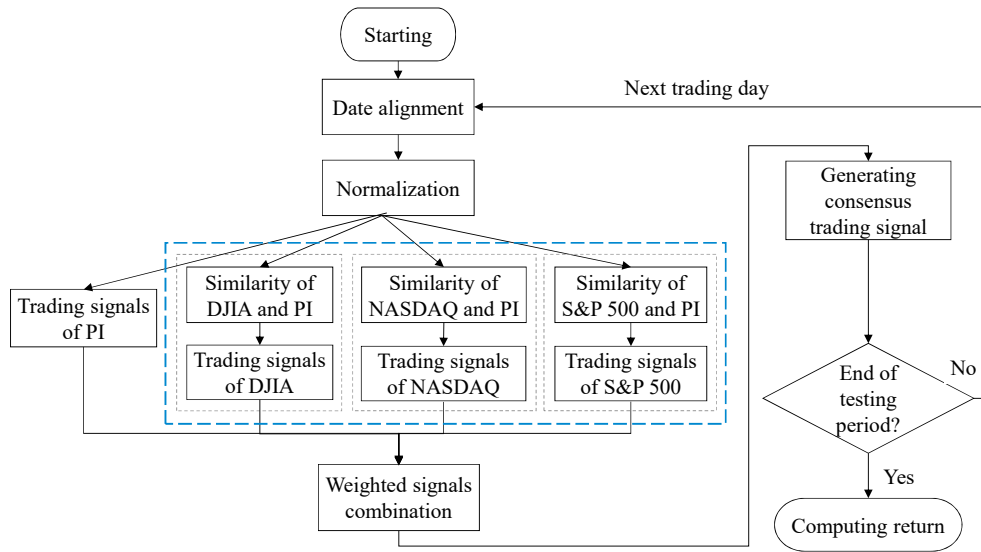 Starting
Date alignment
Next trading day
Normalization
Generating
consensus
trading signal
Trading signals
of PI
Similarity of
DJIA and PI
Trading signals
of DJIA
Similarity of
NASDAQ and PI
Trading signals
of NASDAQ
Similarity of
S&P 500 and PI
Trading signals
of S&P 500
Weighted signals
combination
End of
testing
period?
No
Yes
Computing return